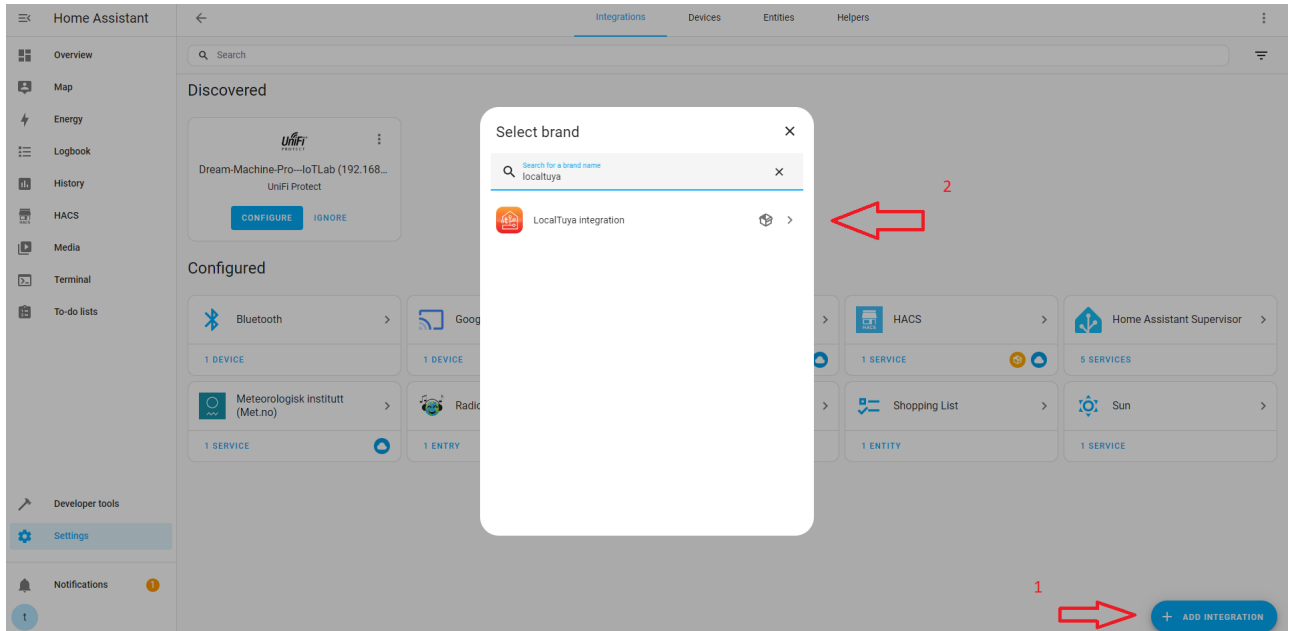 Home Assistant
Integrations
Devices
Entities
Helpers
Overview
Map
Energy
Logbook
History
HACS
Media
Terminal
To-do lists
Developer tools
Settings
Notifications
1
t
Search
Discovered
UniFi
PROTECT
Dream-Machine-Pro---IoTLab (192.168...
UniFi Protect
CONFIGURE
IGNORE
Configured
Bluetooth
1 DEVICE
Goog
1 DEVICE
HACS
HACS
1 SERVICE
Home Assistant Supervisor
5 SERVICES
Meteorologisk institutt
(Met.no)
1 SERVICE
Radio
1 ENTRY
Shopping List
1 ENTITY
Sun
1 SERVICE
Select brand
Search for a brand name
localtuya
LocalTuya integration
2
1
ADD INTEGRATION